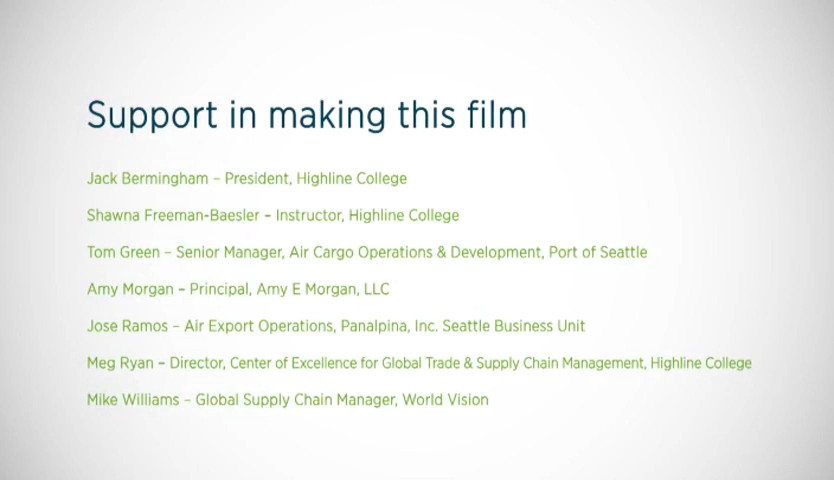 Support in making this film
Jack Bermingham – President, Highline College
Shawna Freeman-Baesler – Instructor, Highline College
Tom Green – Senior Manager, Air Cargo Operations & Development, Port of Seattle
Amy Morgan – Principal, Amy E Morgan, LLC
Jose Ramos – Air Export Operations, Panalpina, Inc. Seattle Business Unit
Meg Ryan – Director, Center of Excellence for Global Trade & Supply Chain Management, Highline College
Mike Williams – Global Supply Chain Manager, World Vision